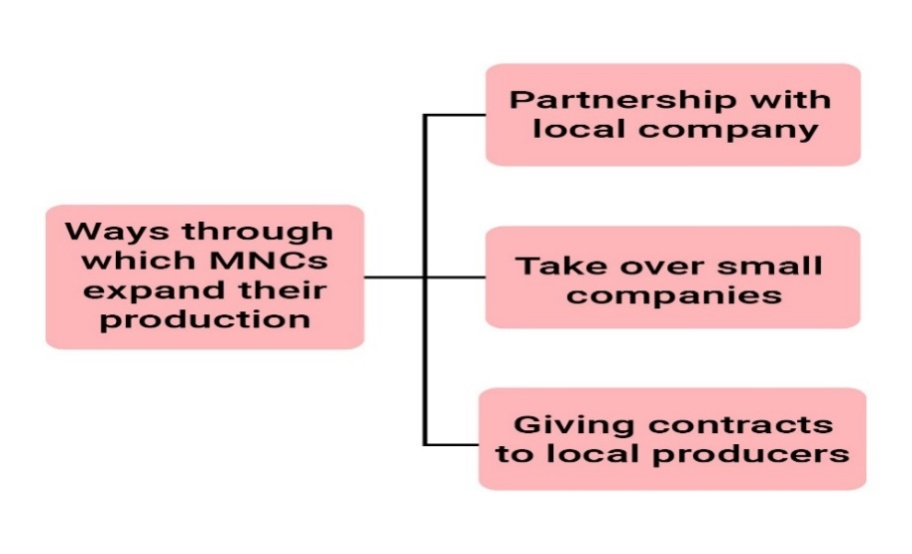 Ways through
which MNCs
expand their
production
Partnership with
local company
Take over small
companies
Giving contracts
to local producers